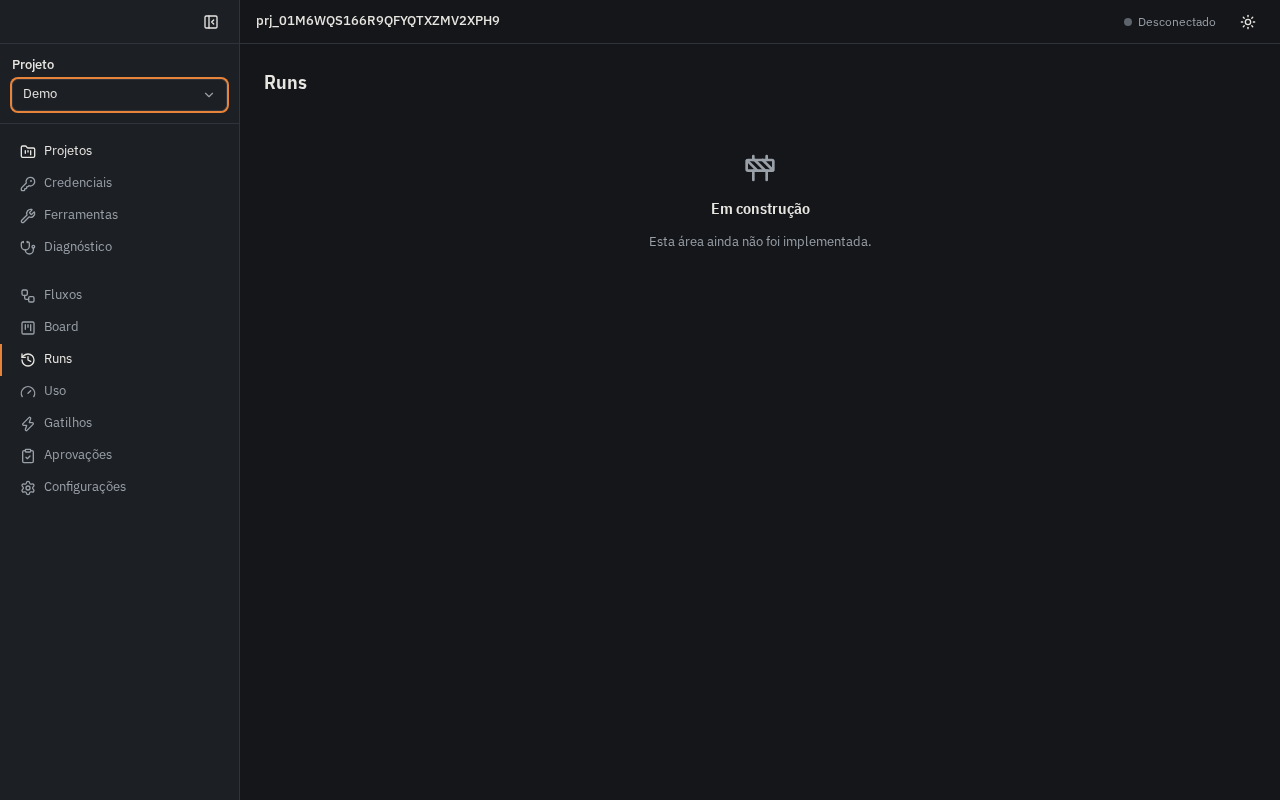 prj_01M6WQS166R9QFYQTXZMV2XPH9
Desconectado
Projeto
Demo
Projetos
Credenciais
Ferramentas
Diagnóstico
Fluxos
Board
Runs
Uso
Gatilhos
Aprovações
Configurações
Runs
Em construção
Esta área ainda não foi implementada.